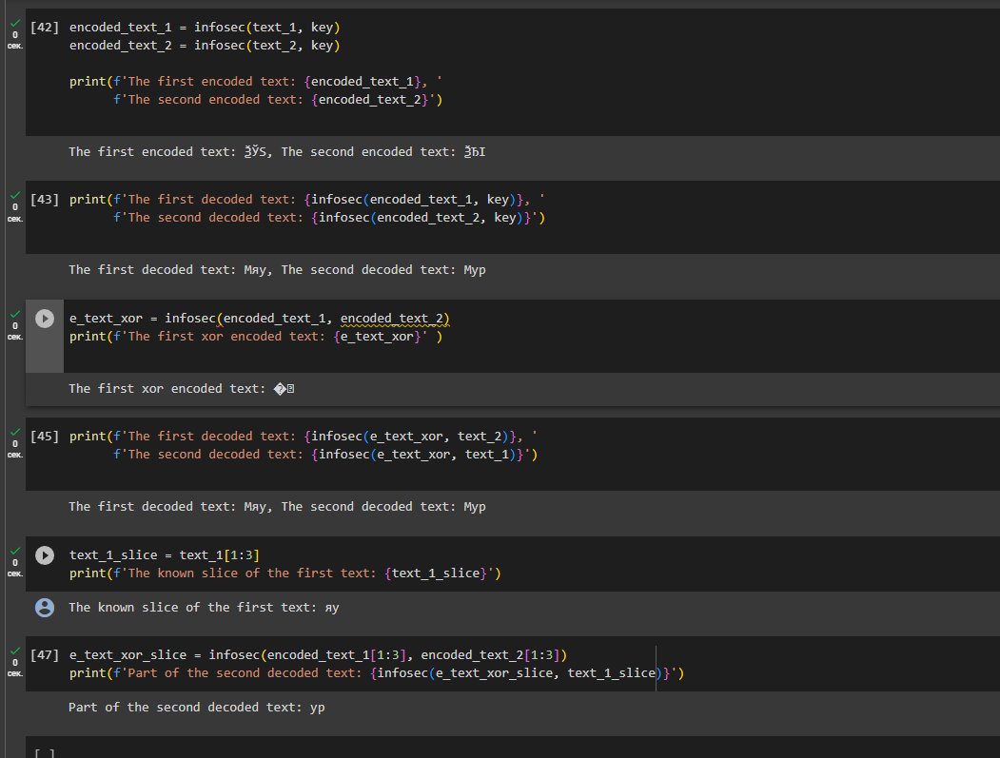 [42] encoded_text_1 = infosec(text_1, key)
0
сек.
encoded_text_2 = infosec(text_2, key)
print(f'The first encoded text: {encoded_text_1}, '
f'The second encoded text: {encoded_text_2}')
The first encoded text: ѮЎЅ, The second encoded text: ѮЂІ
[43] print(f'The first decoded text: {infosec(encoded_text_1, key)}, '
0
сек.
f'The second decoded text: {infosec(encoded_text_2, key)}')
The first decoded text: Мяу, The second decoded text: Мур
0
сек.
e_text_xor = infosec(encoded_text_1, encoded_text_2)
print(f'The first xor encoded text: {e_text_xor}' )
The first xor encoded text: �
[45] print(f'The first decoded text: {infosec(e_text_xor, text_2)}, '
0
сек.
f'The second decoded text: {infosec(e_text_xor, text_1)}')
The first decoded text: Мяу, The second decoded text: Мур
0
сек.
text_1_slice = text_1[1:3]
print(f'The known slice of the first text: {text_1_slice}')
The known slice of the first text: яу
[47] e_text_xor_slice = infosec(encoded_text_1[1:3], encoded_text_2[1:3])
0
сек.
print(f'Part of the second decoded text: {infosec(e_text_xor_slice, text_1_slice)}')
Part of the second decoded text: ур
[ ]